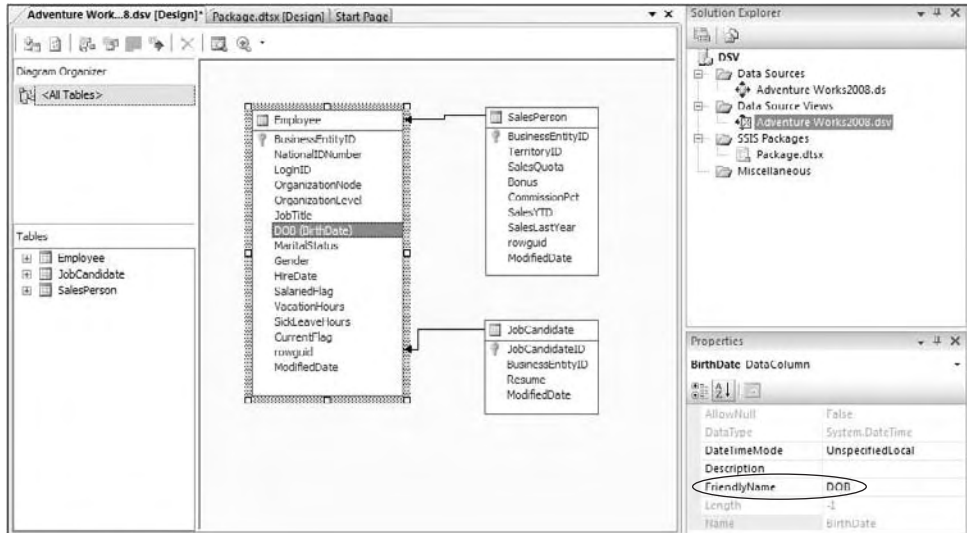 Adventure Work...8.dsv [Design]* Package.dtsx [Design] Start Page
Diagram Organizer
<All Tables>
Tables
Employee
JobCandidate
SalesPerson
Employee
BusinessEntityID
NationalIDNumber
LoginID
OrganizationNode
OrganizationLevel
JobTitle
DOB (BirthDate)
MaritalStatus
Gender
HireDate
SalariedFlag
VacationHours
SickLeaveHours
CurrentFlag
rowguid
ModifiedDate
SalesPerson
BusinessEntityID
TerritoryID
SalesQuota
Bonus
CommissionPct
SalesYTD
SalesLastYear
rowguid
ModifiedDate
JobCandidate
JobCandidateID
BusinessEntityID
Resume
ModifiedDate
Solution Explorer
DSV
Data Sources
Adventure Works2008.ds
Data Source Views
Adventure Works2008.dsv
SSIS Packages
Package.dtsx
Miscellaneous
Properties
BirthDate DataColumn
AllowNull False
DataType System.DateTime
DateTimeMode UnspecifiedLocal
Description
FriendlyName DOB
Length -1
Name BirthDate